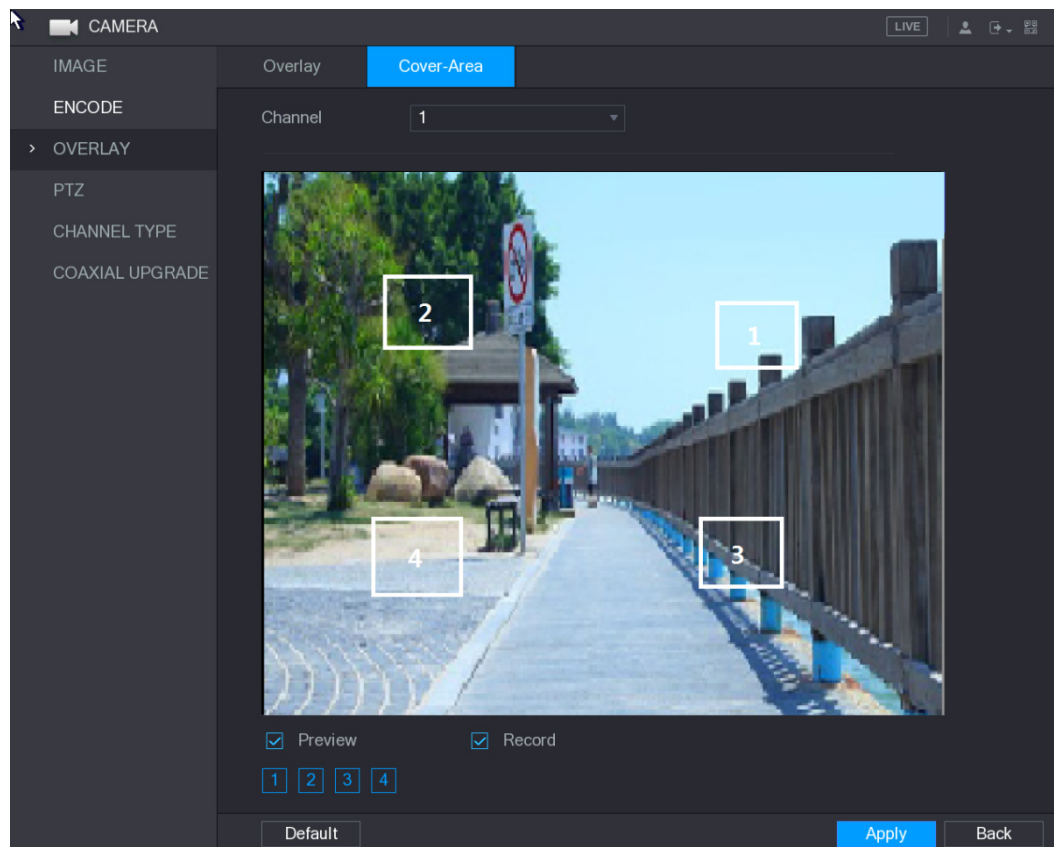 CAMERA
LIVE
IMAGE
ENCODE
OVERLAY
PTZ
CHANNEL TYPE
COAXIAL UPGRADE
Overlay
Cover-Area
Channel
1
2
1
4
3
Preview
Record
1 2 3 4
Default
Apply
Back